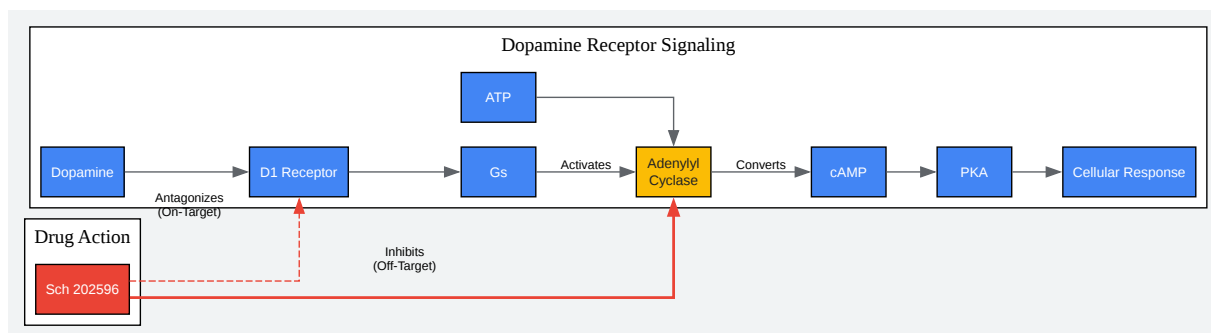 Dopamine Receptor Signaling
ATP
Dopamine
D1 Receptor
Gs
Activates
Adenylyl
Cyclase
Converts
cAMP
PKA
Cellular Response
Antagonizes
(On-Target)
Drug Action
Sch 202596
Inhibits
(Off-Target)